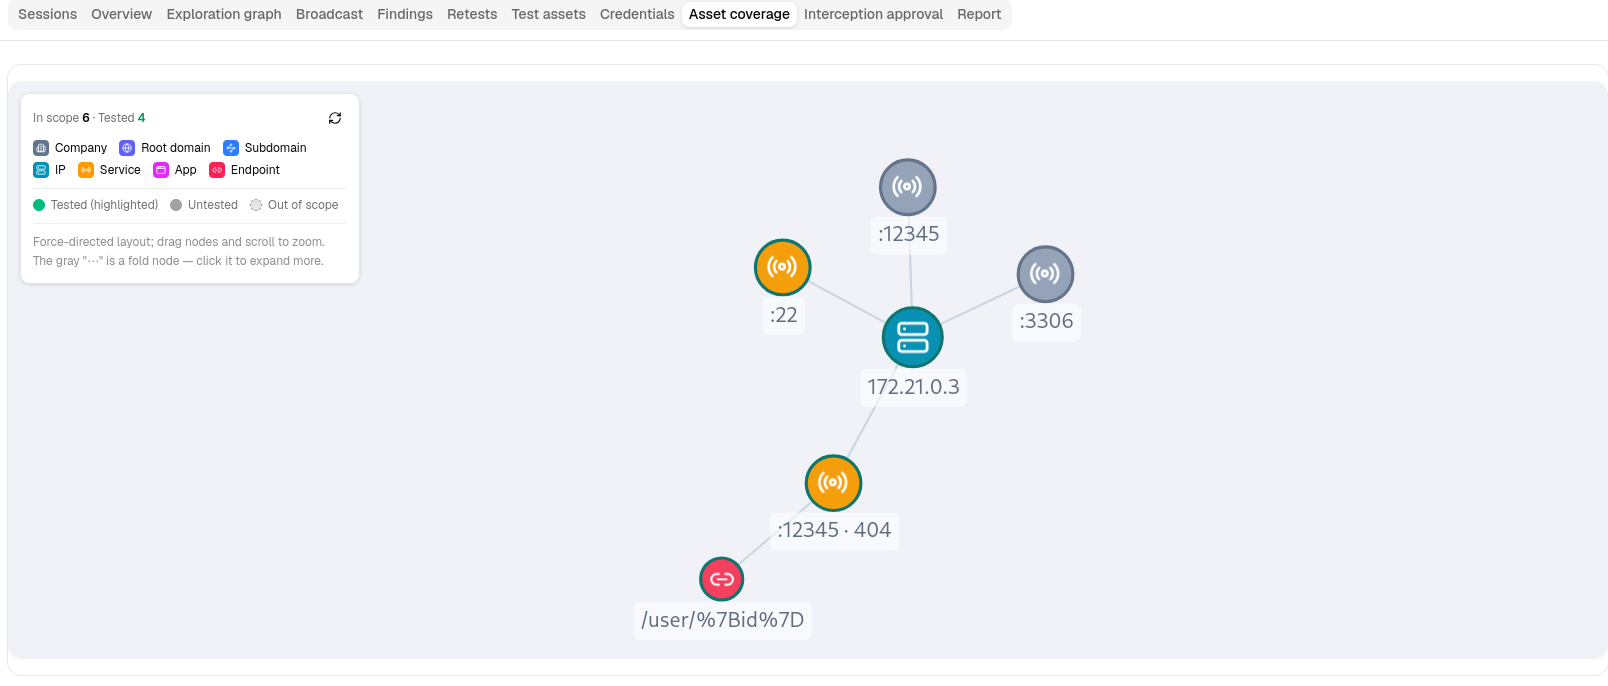 Sessions Overview Exploration graph Broadcast Findings Retests Test assets Credentials Asset coverage Interception approval Report
In scope 6 · Tested 4
Company Root domain Subdomain
IP Service App Endpoint
Tested (highlighted) Untested Out of scope
Force-directed layout; drag nodes and scroll to zoom.
The gray "···" is a fold node — click it to expand more.
:12345
:22
:3306
172.21.0.3
:12345 · 404
/user/%7Bid%7D